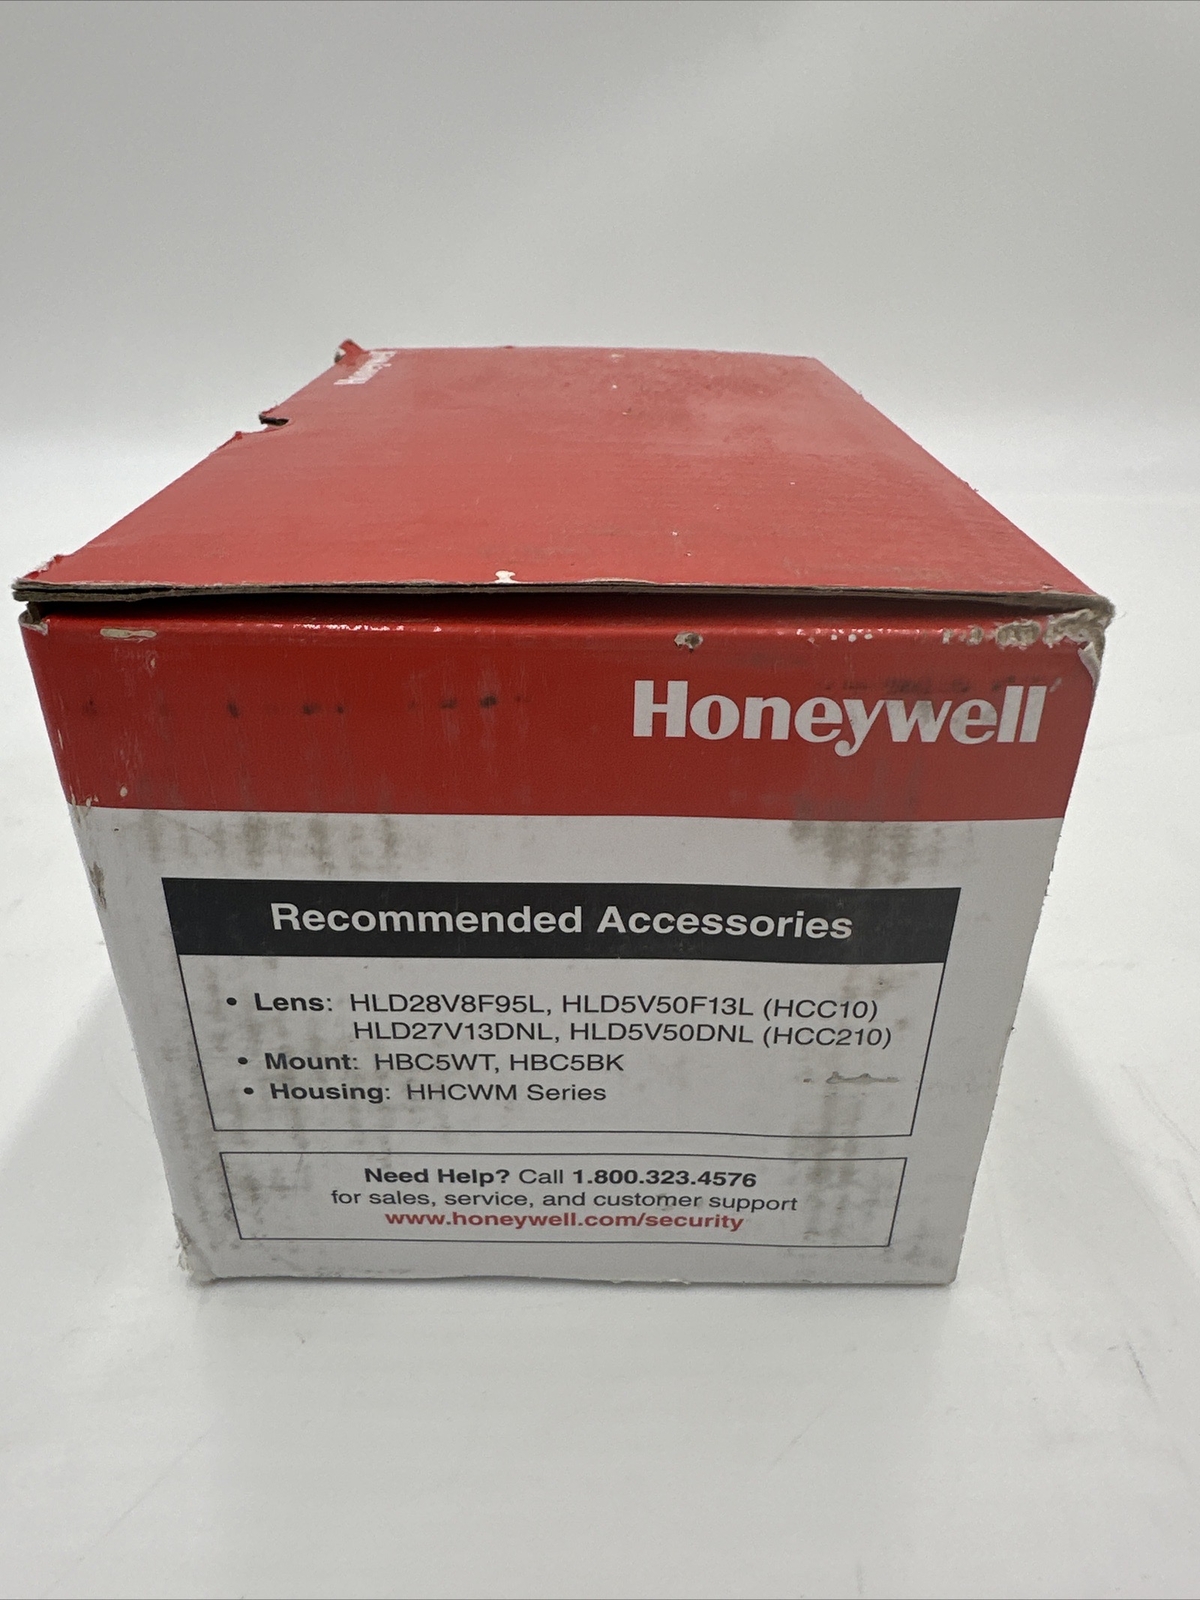 Honeywell
Honeywell
Recommended Accessories
• Lens: HLD28V8F95L, HLD5V50F13L (HCC10)
HLD27V13DNL, HLD5V50DNL (HCC210)
• Mount: HBC5WT, HBC5BK
• Housing: HHCWM Series
Need Help? Call 1.800.323.4576
for sales, service, and customer support
www.honeywell.com/security